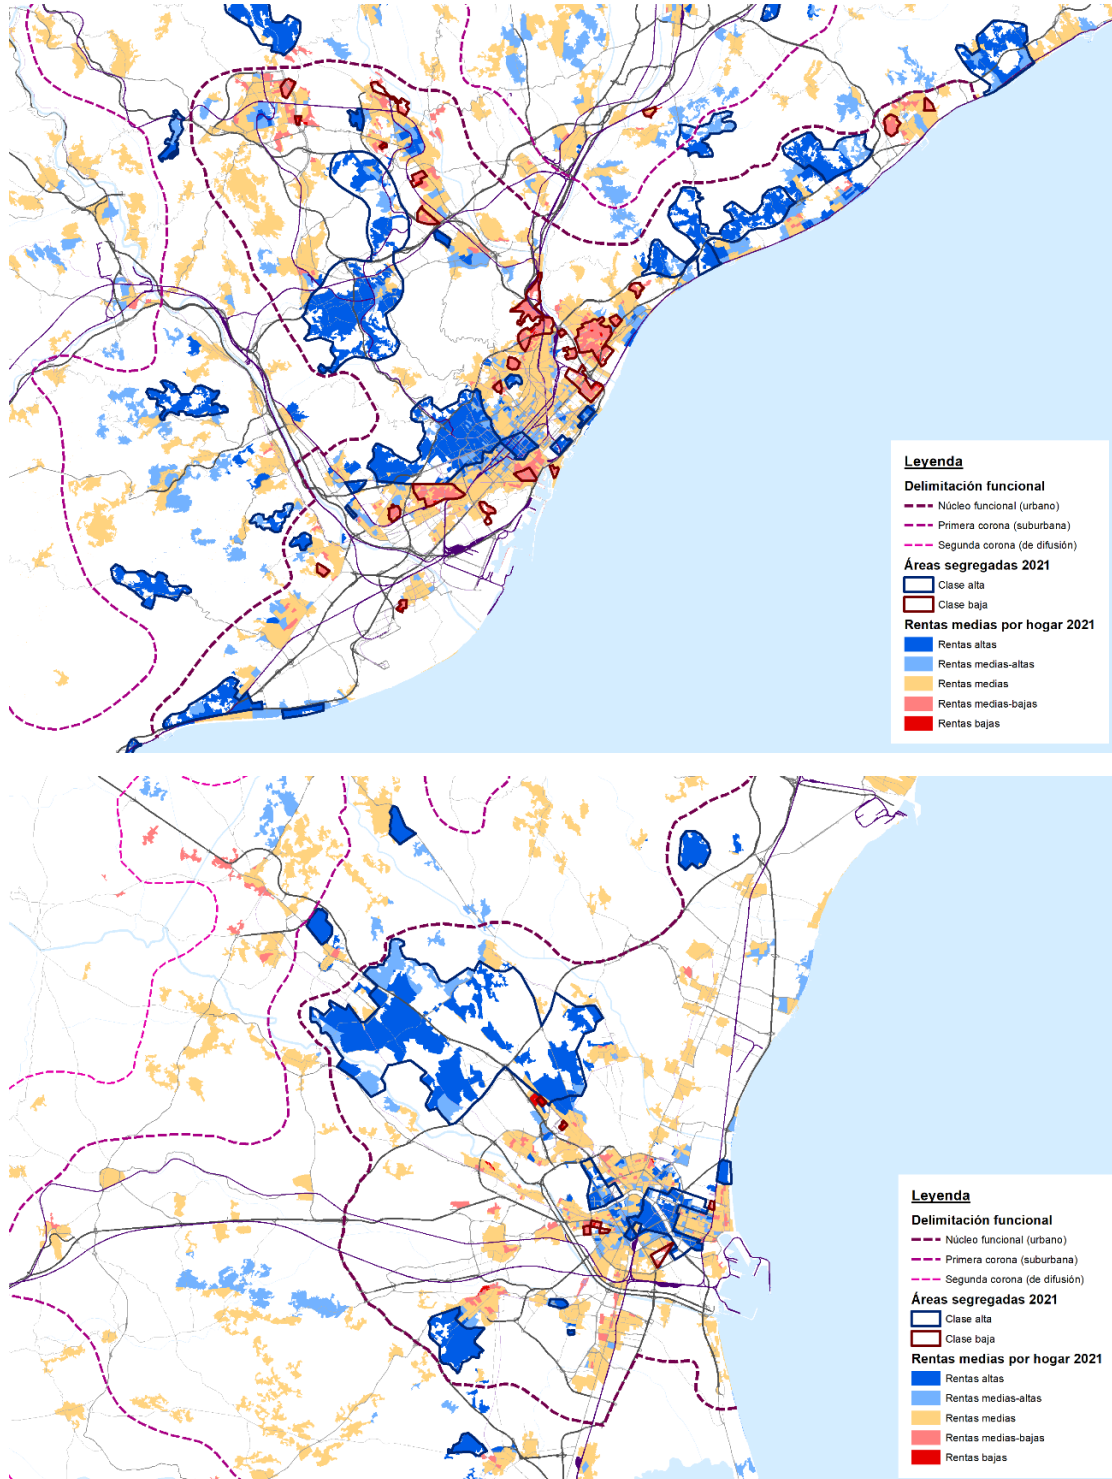 Leyenda
Delimitación funcional
Núcleo funcional (urbano)
Primera corona (suburbana)
Segunda corona (de difusión)
Áreas segregadas 2021
Clase alta
Clase baja
Rentas medias por hogar 2021
Rentas altas
Rentas medias-altas
Rentas medias
Rentas medias-bajas
Rentas bajas
Leyenda
Delimitación funcional
Núcleo funcional (urbano)
Primera corona (suburbana)
Segunda corona (de difusión)
Áreas segregadas 2021
Clase alta
Clase baja
Rentas medias por hogar 2021
Rentas altas
Rentas medias-altas
Rentas medias
Rentas medias-bajas
Rentas bajas